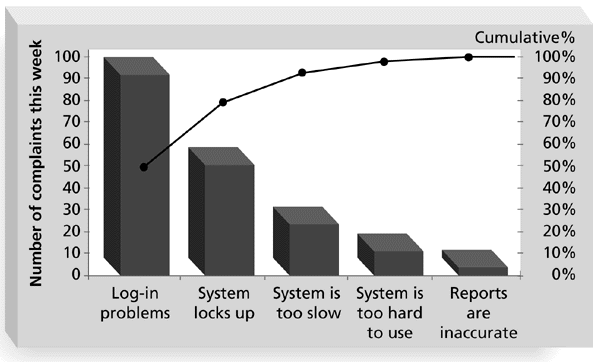 Cumulative%
Number of complaints this week
100
90
80
70
60
50
40
30
20
10
0
100%
90%
80%
70%
60%
50%
40%
30%
20%
10%
0%
Log-in
problems
System
locks up
System is
too slow
System is
too hard
to use
Reports
are
inaccurate